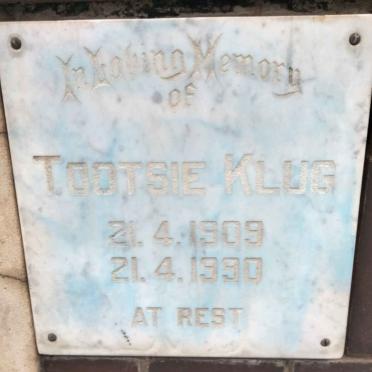 In Loving Memory
of
TOOTSIE KLUG
21. 4. 1909
21. 4. 1990
AT REST